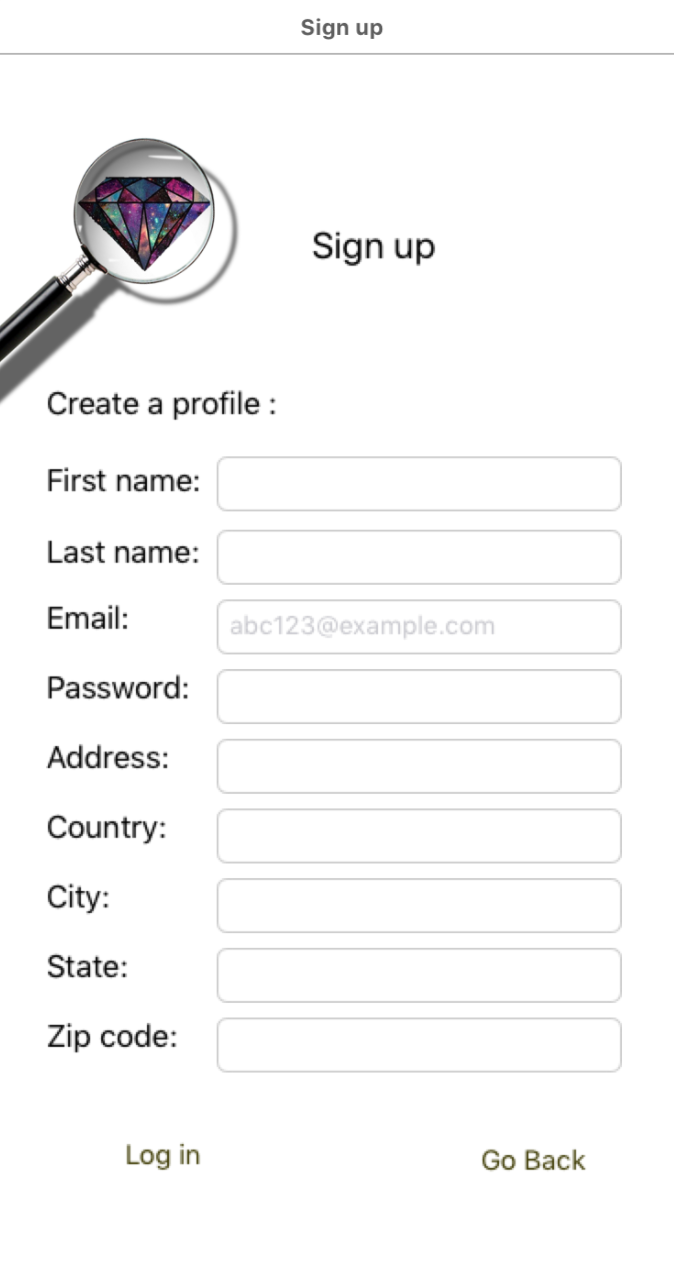 Sign up
Sign up
Create a profile :
First name:
Last name:
Email: abc123@example.com
Password:
Address:
Country:
City:
State:
Zip code:
Log in Go Back